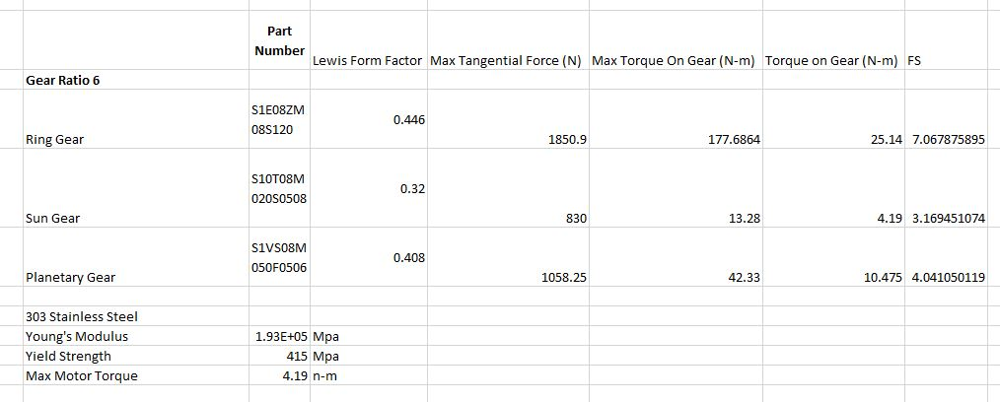 Part
Number
Lewis Form Factor Max Tangential Force (N) Max Torque On Gear (N-m) Torque on Gear (N-m) FS
Gear Ratio 6
S1E08ZM
08S120
0.446
Ring Gear 1850.9 177.6864 25.14 7.067875895
S10T08M
020S0508
0.32
Sun Gear 830 13.28 4.19 3.169451074
S1VS08M
050F0506
0.408
Planetary Gear 1058.25 42.33 10.475 4.041050119
303 Stainless Steel
Young's Modulus 1.93E+05 Mpa
Yield Strength 415 Mpa
Max Motor Torque 4.19 n-m